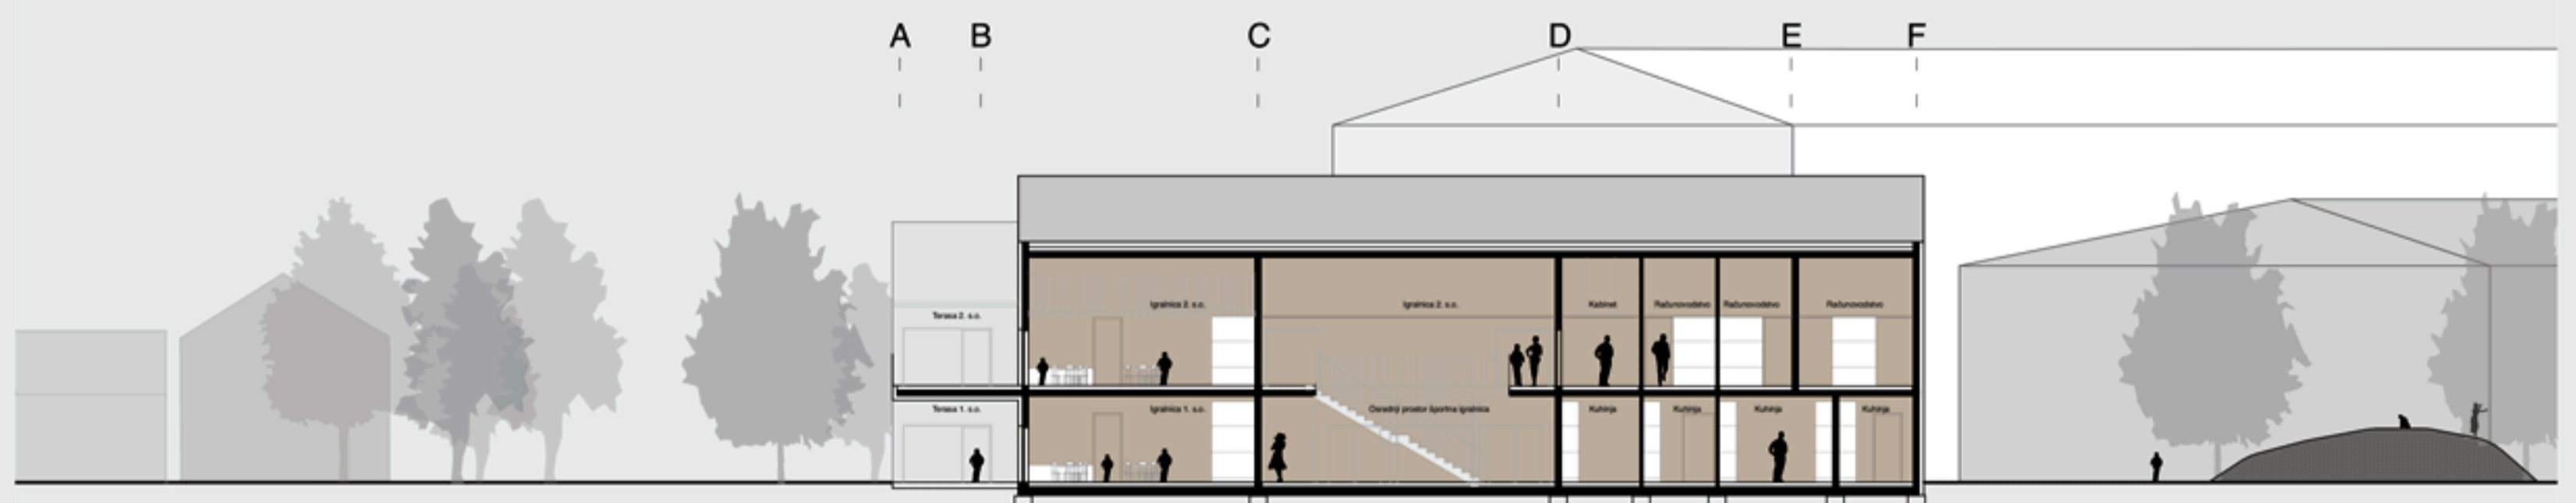 A B C D E F
Terasa 2. s.o. Igralnica 2. s.o. Igralnica 2. s.o. Kabinet Računovodstvo Računovodstvo Računovodstvo
Terasa 1. s.o. Igralnica 1. s.o. Osrednji prostor športna igralnica Kuhinja Kuhinja Kuhinja Kuhinja